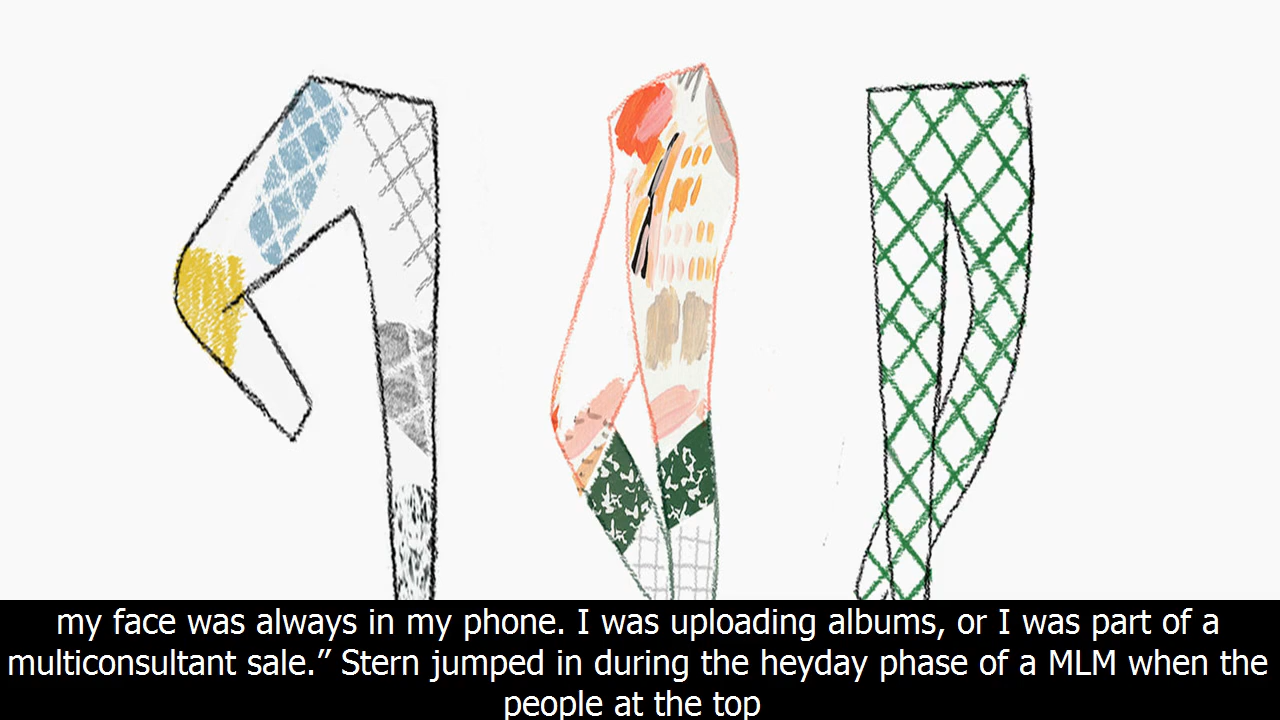 my face was always in my phone. I was uploading albums, or I was part of a
multiconsultant sale.” Stern jumped in during the heyday phase of a MLM when the
people at the top